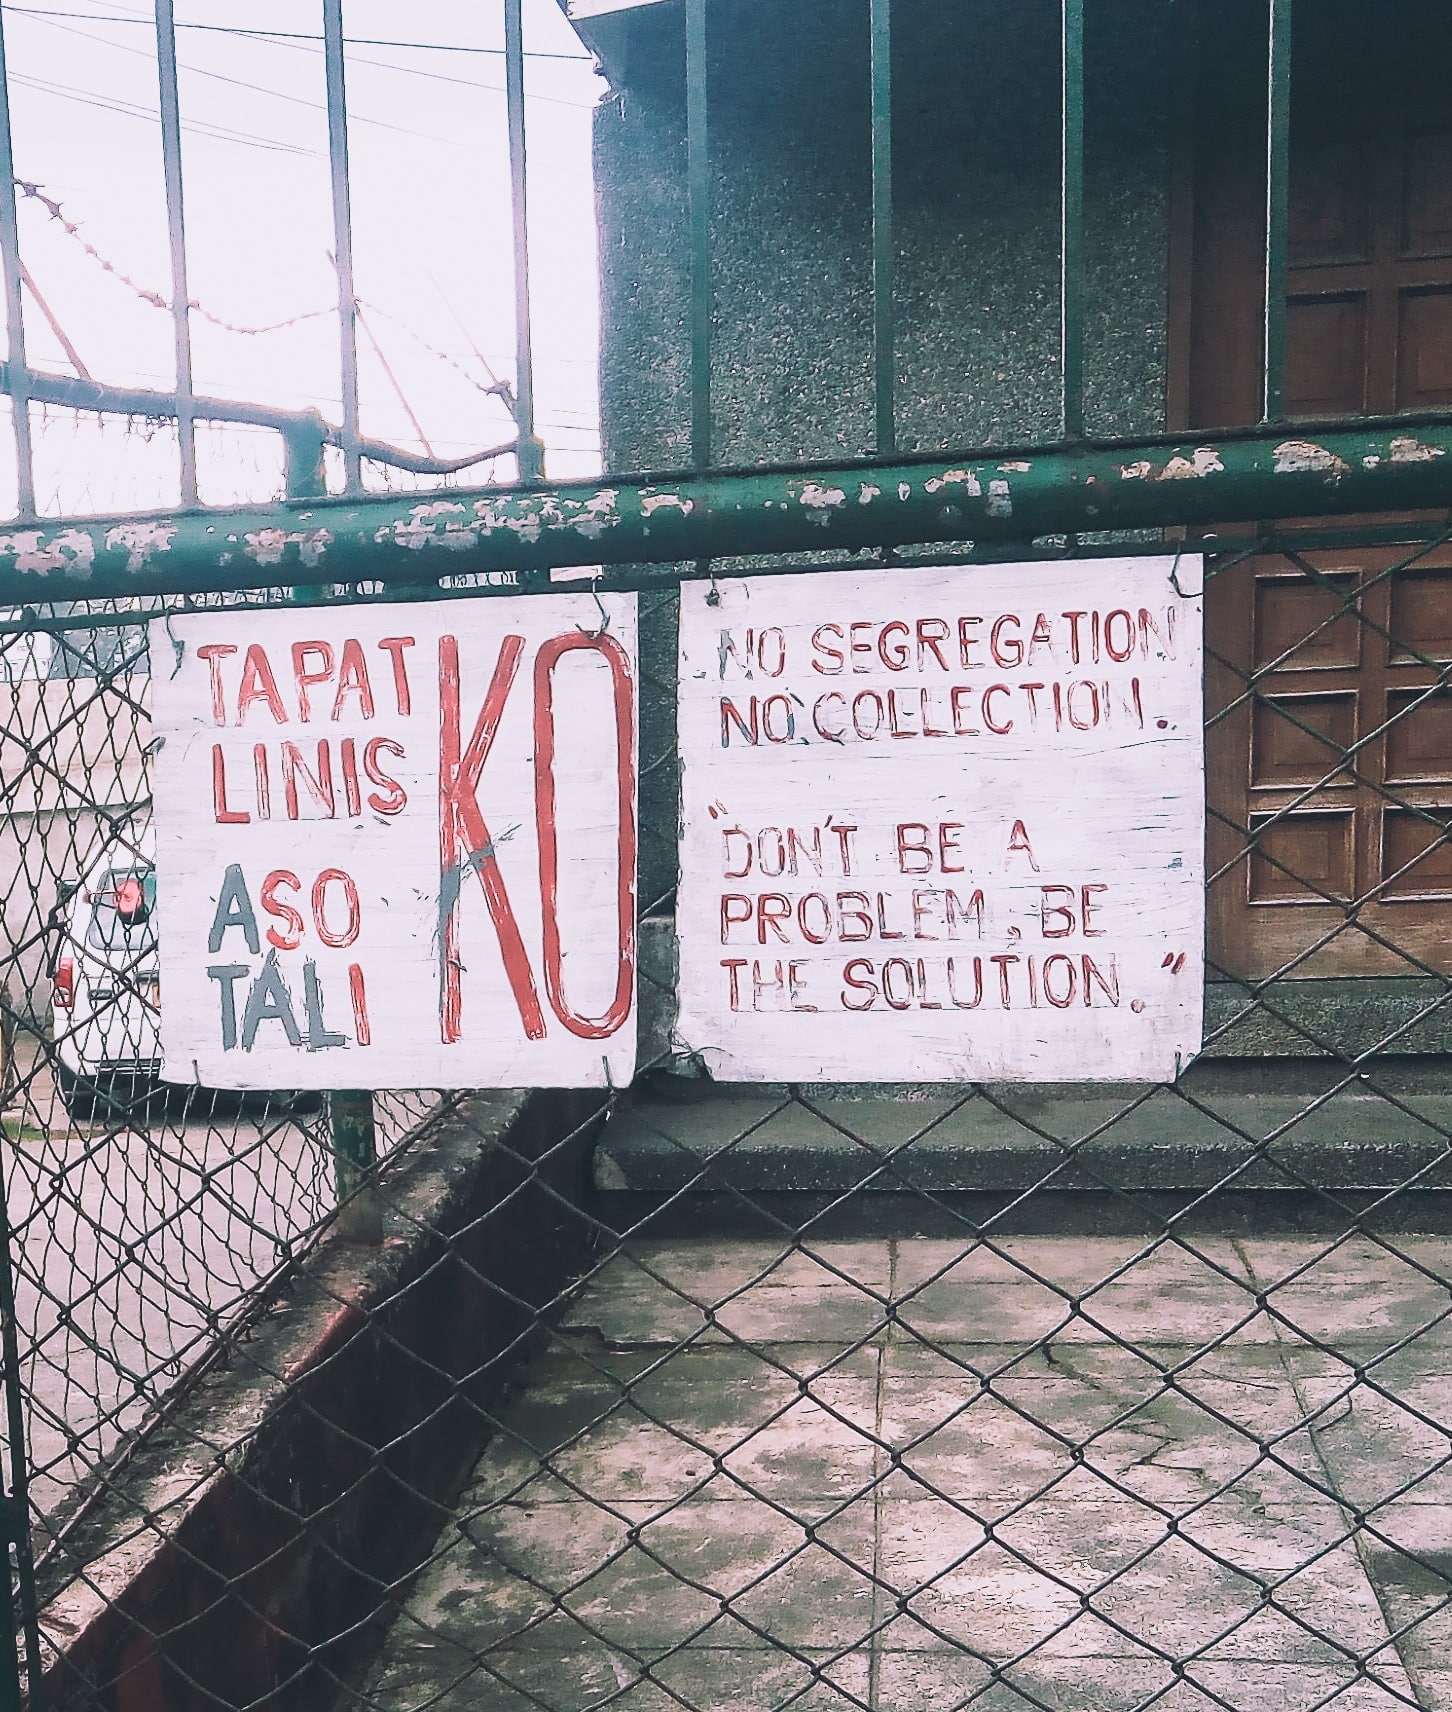 TAPAT KO
LINIS
ASO
TALI
NO SEGREGATION
NO COLLECTION.
"DON'T BE A
PROBLEM, BE
THE SOLUTION."